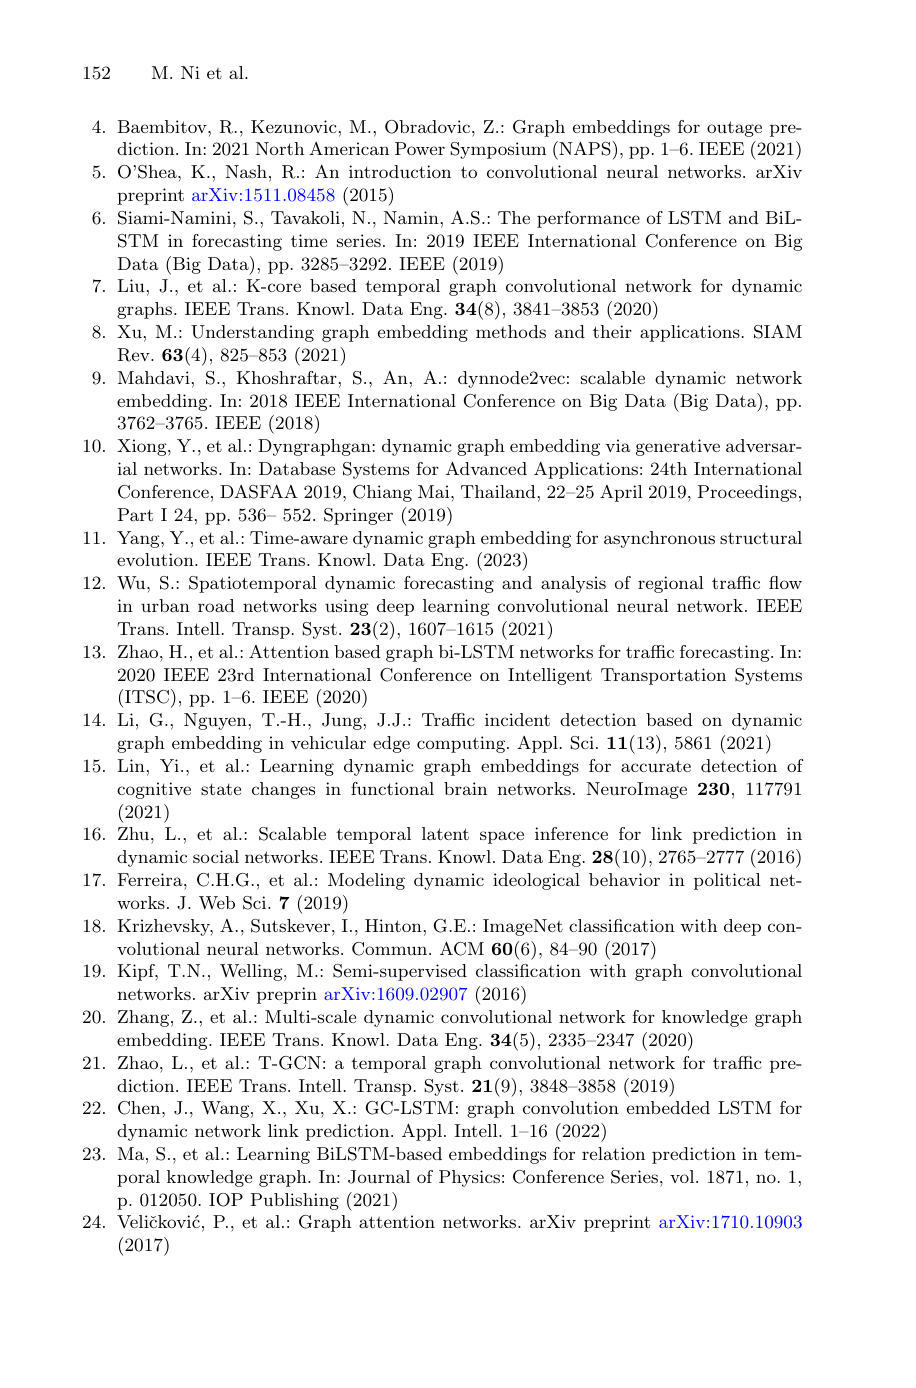 152 M. Ni et al.
4. Baembitov, R., Kezunovic, M., Obradovic, Z.: Graph embeddings for outage pre-
diction. In: 2021 North American Power Symposium (NAPS), pp. 1–6. IEEE (2021)
5. O'Shea, K., Nash, R.: An introduction to convolutional neural networks. arXiv
preprint arXiv:1511.08458 (2015)
6. Siami-Namini, S., Tavakoli, N., Namin, A.S.: The performance of LSTM and BiL-
STM in forecasting time series. In: 2019 IEEE International Conference on Big
Data (Big Data), pp. 3285–3292. IEEE (2019)
7. Liu, J., et al.: K-core based temporal graph convolutional network for dynamic
graphs. IEEE Trans. Knowl. Data Eng. 34(8), 3841–3853 (2020)
8. Xu, M.: Understanding graph embedding methods and their applications. SIAM
Rev. 63(4), 825–853 (2021)
9. Mahdavi, S., Khoshraftar, S., An, A.: dynnode2vec: scalable dynamic network
embedding. In: 2018 IEEE International Conference on Big Data (Big Data), pp.
3762–3765. IEEE (2018)
10. Xiong, Y., et al.: Dyngraphgan: dynamic graph embedding via generative adversar-
ial networks. In: Database Systems for Advanced Applications: 24th International
Conference, DASFAA 2019, Chiang Mai, Thailand, 22–25 April 2019, Proceedings,
Part I 24, pp. 536– 552. Springer (2019)
11. Yang, Y., et al.: Time-aware dynamic graph embedding for asynchronous structural
evolution. IEEE Trans. Knowl. Data Eng. (2023)
12. Wu, S.: Spatiotemporal dynamic forecasting and analysis of regional traffic flow
in urban road networks using deep learning convolutional neural network. IEEE
Trans. Intell. Transp. Syst. 23(2), 1607–1615 (2021)
13. Zhao, H., et al.: Attention based graph bi-LSTM networks for traffic forecasting. In:
2020 IEEE 23rd International Conference on Intelligent Transportation Systems
(ITSC), pp. 1–6. IEEE (2020)
14. Li, G., Nguyen, T.-H., Jung, J.J.: Traffic incident detection based on dynamic
graph embedding in vehicular edge computing. Appl. Sci. 11(13), 5861 (2021)
15. Lin, Yi., et al.: Learning dynamic graph embeddings for accurate detection of
cognitive state changes in functional brain networks. NeuroImage 230, 117791
(2021)
16. Zhu, L., et al.: Scalable temporal latent space inference for link prediction in
dynamic social networks. IEEE Trans. Knowl. Data Eng. 28(10), 2765–2777 (2016)
17. Ferreira, C.H.G., et al.: Modeling dynamic ideological behavior in political net-
works. J. Web Sci. 7 (2019)
18. Krizhevsky, A., Sutskever, I., Hinton, G.E.: ImageNet classification with deep con-
volutional neural networks. Commun. ACM 60(6), 84–90 (2017)
19. Kipf, T.N., Welling, M.: Semi-supervised classification with graph convolutional
networks. arXiv preprin arXiv:1609.02907 (2016)
20. Zhang, Z., et al.: Multi-scale dynamic convolutional network for knowledge graph
embedding. IEEE Trans. Knowl. Data Eng. 34(5), 2335–2347 (2020)
21. Zhao, L., et al.: T-GCN: a temporal graph convolutional network for traffic pre-
diction. IEEE Trans. Intell. Transp. Syst. 21(9), 3848–3858 (2019)
22. Chen, J., Wang, X., Xu, X.: GC-LSTM: graph convolution embedded LSTM for
dynamic network link prediction. Appl. Intell. 1–16 (2022)
23. Ma, S., et al.: Learning BiLSTM-based embeddings for relation prediction in tem-
poral knowledge graph. In: Journal of Physics: Conference Series, vol. 1871, no. 1,
p. 012050. IOP Publishing (2021)
24. Veličković, P., et al.: Graph attention networks. arXiv preprint arXiv:1710.10903
(2017)